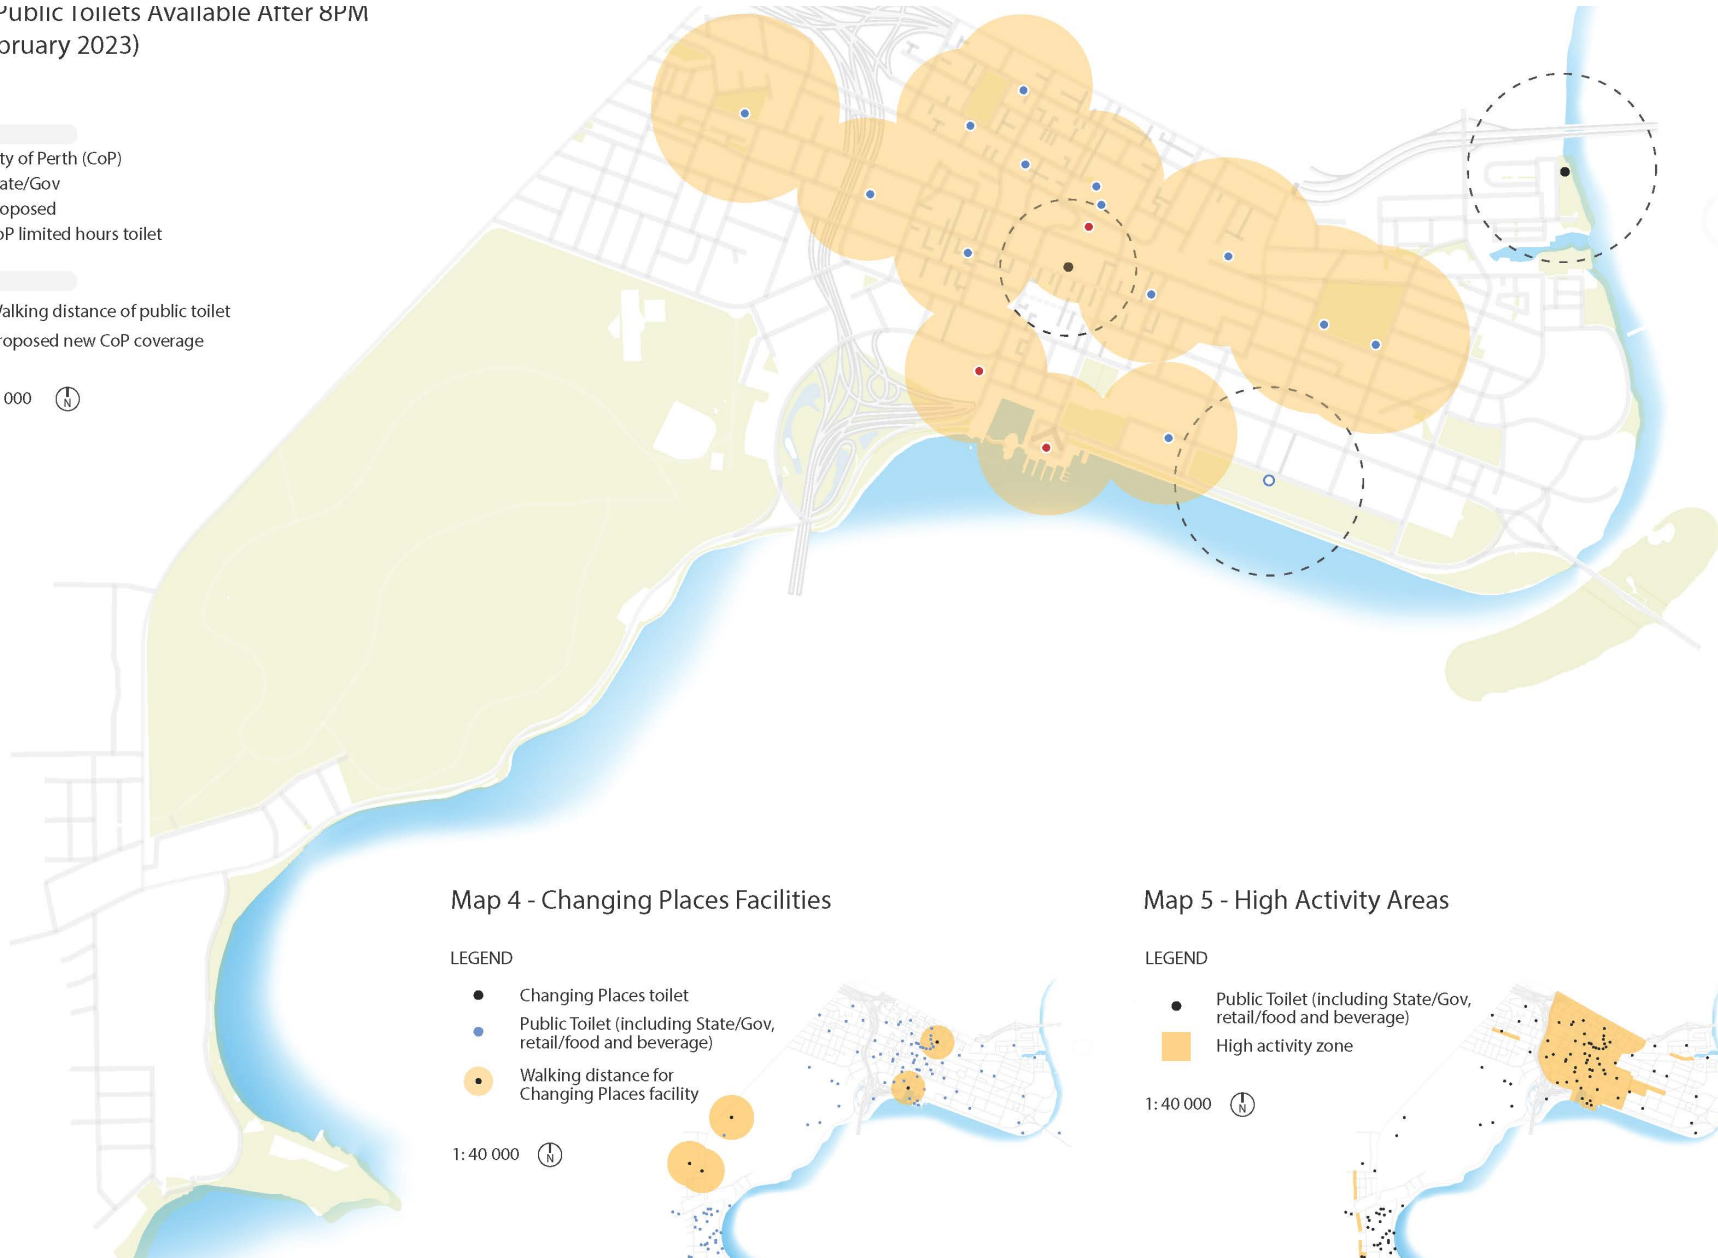 Public Toilets Available After 8PM
bruary 2023)
ty of Perth (CoP)
ate/Gov
oposed
oP limited hours toilet
Walking distance of public toilet
roposed new CoP coverage
000
N
Map 4 - Changing Places Facilities
LEGEND
Changing Places toilet
Public Toilet (including State/Gov,
retail/food and beverage)
Walking distance for
Changing Places facility
1: 40 000
N
Map 5 - High Activity Areas
LEGEND
Public Toilet (including State/Gov,
retail/food and beverage)
High activity zone
1: 40 000
N